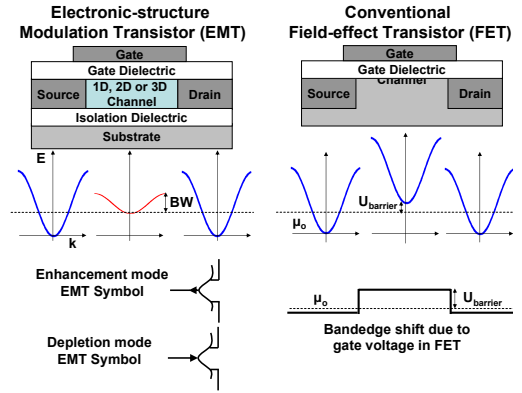 Electronic-structure
Modulation Transistor (EMT)
Gate
Gate Dielectric
Source
1D, 2D or 3D
Channel
Drain
Isolation Dielectric
Substrate
E
BW
k
Enhancement mode
EMT Symbol
Depletion mode
EMT Symbol
Conventional
Field-effect Transistor (FET)
Gate
Gate Dielectric
Channel
Source
Drain
Ubarrier
μo
μo
Ubarrier
Bandedge shift due to
gate voltage in FET